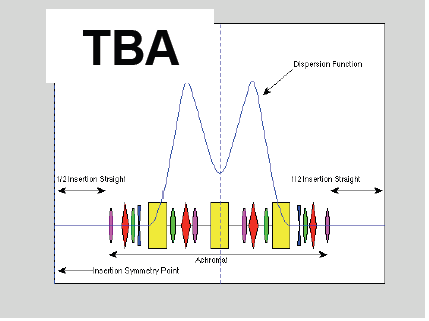 TBA
Dispersion Function
1/2 Insertion Straight
1/2 Insertion Straight
Achromat
Insertion Symmetry Point